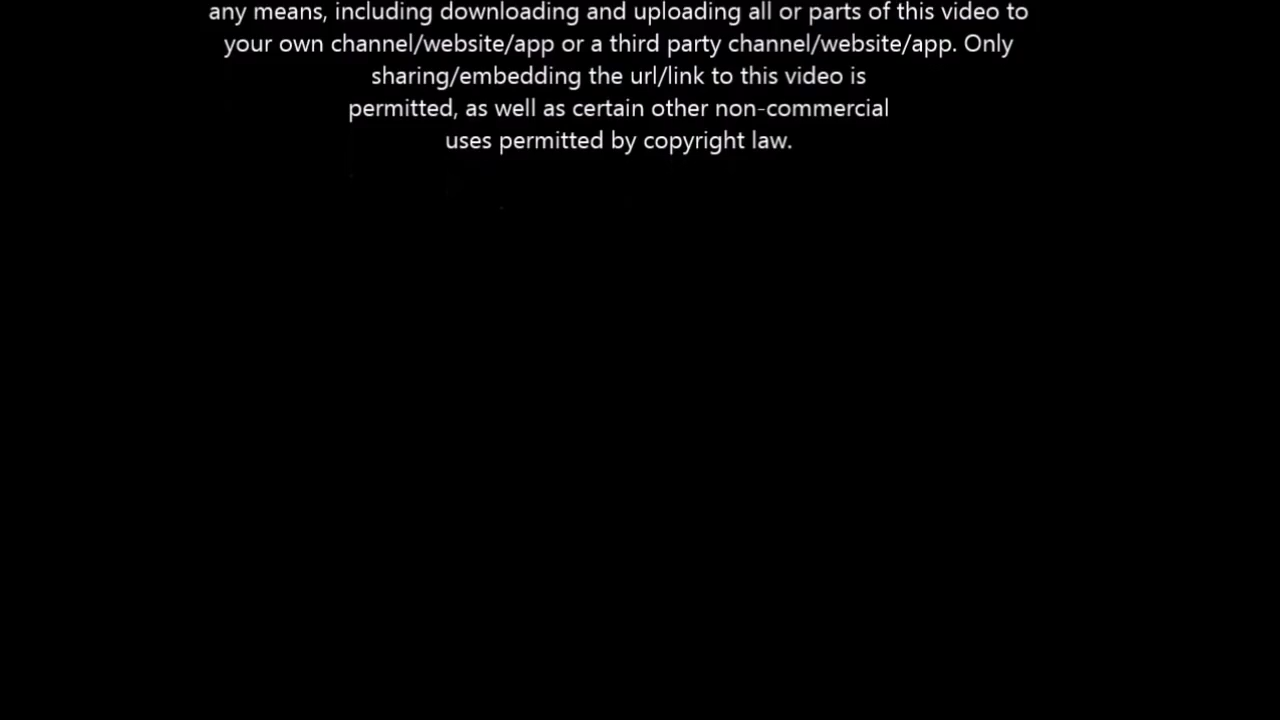 any means, including downloading and uploading all or parts of this video to
your own channel/website/app or a third party channel/website/app. Only
sharing/embedding the url/link to this video is
permitted, as well as certain other non-commercial
uses permitted by copyright law.